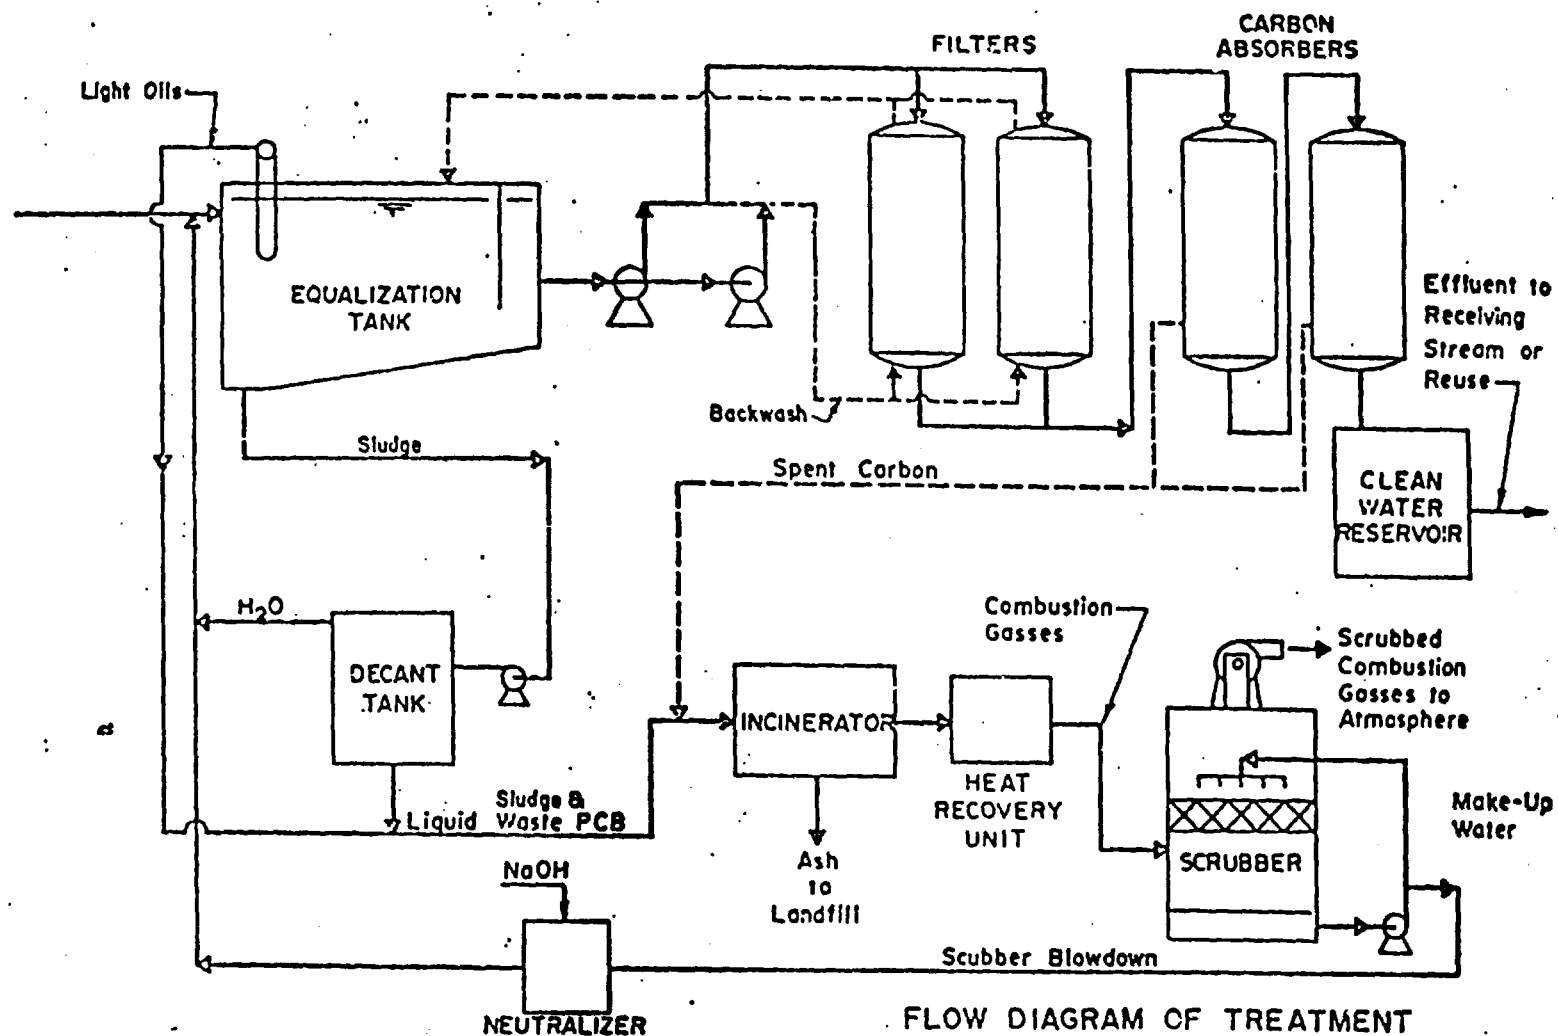 CARBON
ABSORBERS
FILTERS
Light Oils
EQUALIZATION
TANK
Effluent to
Receiving
Stream or
Reuse
Backwash
Sludge
Spent Carbon
CLEAN
WATER
RESERVOIR
H2O
DECANT
TANK
Combustion
Gasses
Scrubbed
Combustion
Gasses to
Atmosphere
INCINERATOR
HEAT
RECOVERY
UNIT
Sludge &
Liquid Waste PCB
Make-Up
Water
SCRUBBER
Ash
to
Landfill
NaOH
Scubber Blowdown
NEUTRALIZER
FLOW DIAGRAM OF TREATMENT